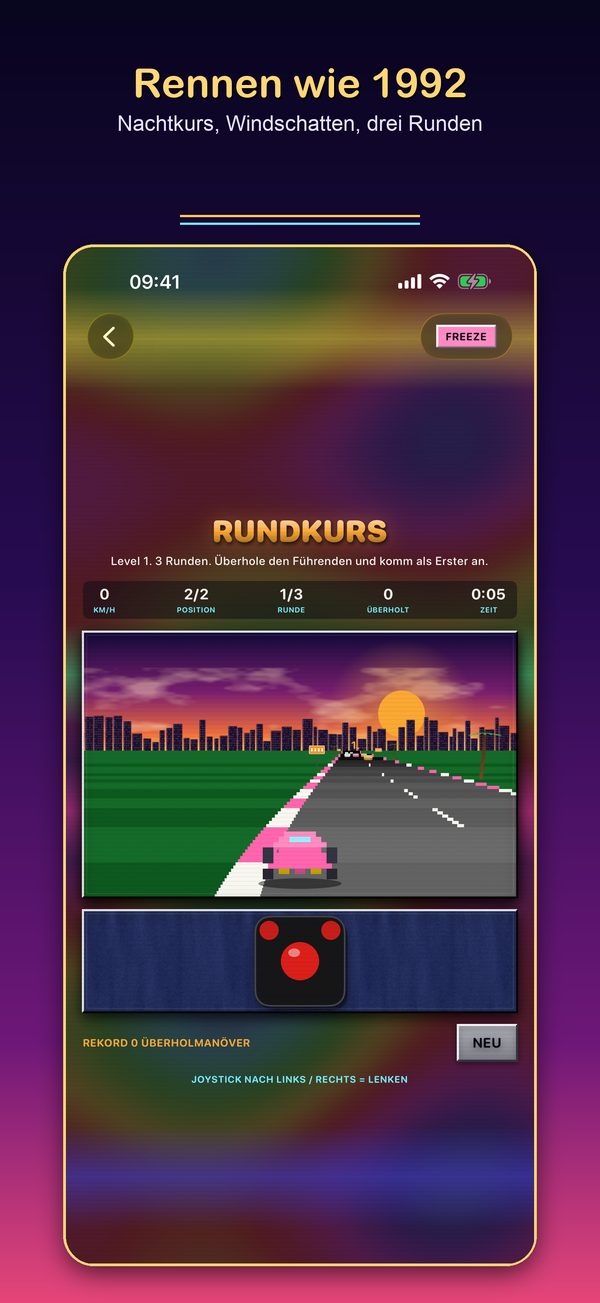 Rennen wie 1992
Nachtkurs, Windschatten, drei Runden
09:41
FREEZE
RUNDKURS
Level 1. 3 Runden. Überhole den Führenden und komm als Erster an.
0 2/2 1/3 0 0:05
KM/H POSITION RUNDE ÜBERHOLT ZEIT
REKORD 0 ÜBERHOLMANÖVER
NEU
JOYSTICK NACH LINKS / RECHTS = LENKEN